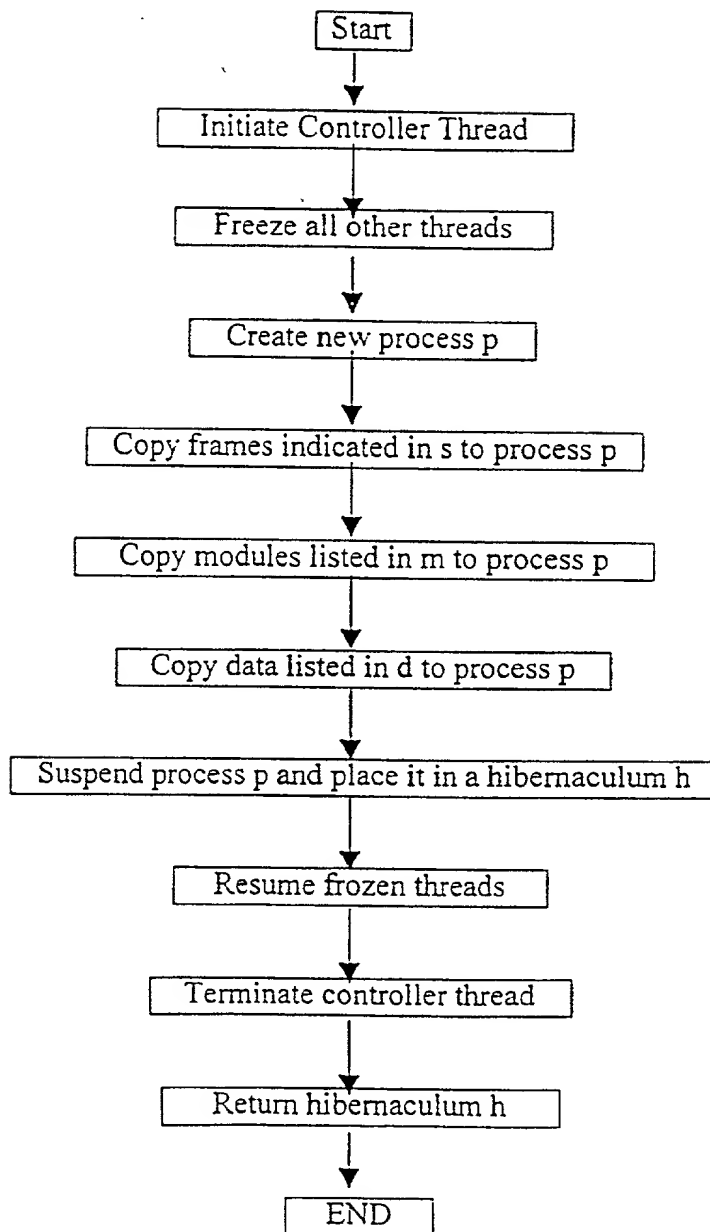 Start
Initiate Controller Thread
Freeze all other threads
Create new process p
Copy frames indicated in s to process p
Copy modules listed in m to process p
Copy data listed in d to process p
Suspend process p and place it in a hibernaculum h
Resume frozen threads
Terminate controller thread
Return hibernaculum h
END